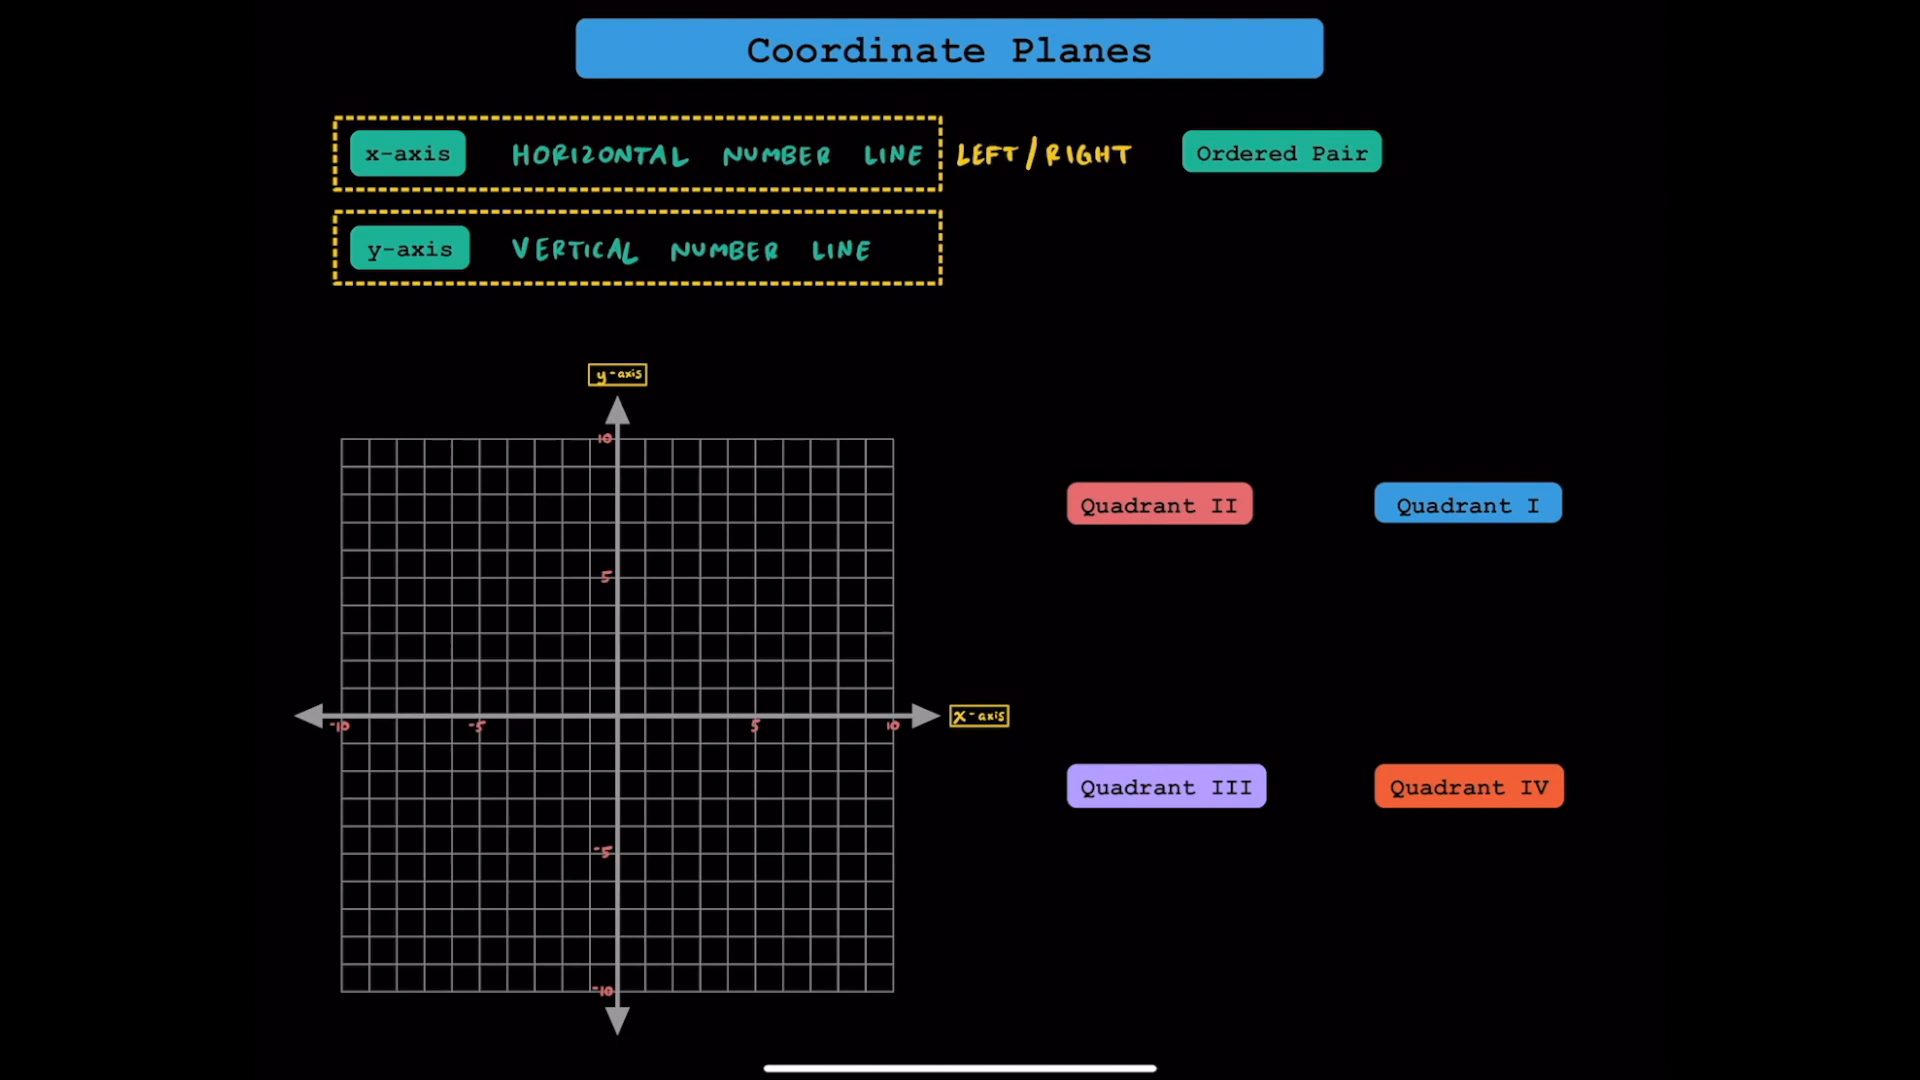 Coordinate Planes
x-axis HORIZONTAL NUMBER LINE LEFT/RIGHT Ordered Pair
y-axis VERTICAL NUMBER LINE
y-axis
10
5
Quadrant II Quadrant I
-10 -5 5 10 x-axis
Quadrant III Quadrant IV
-5
-10